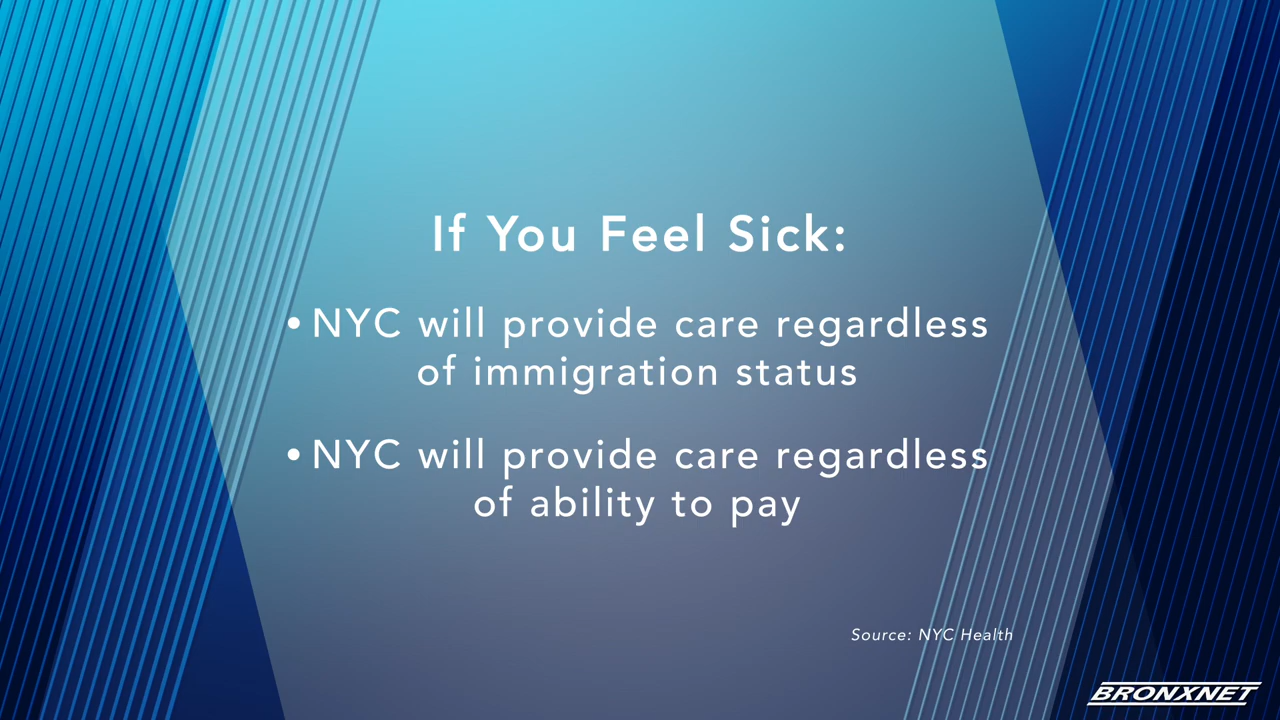 If You Feel Sick:
• NYC will provide care regardless
of immigration status
• NYC will provide care regardless
of ability to pay
Source: NYC Health
BRONXNET